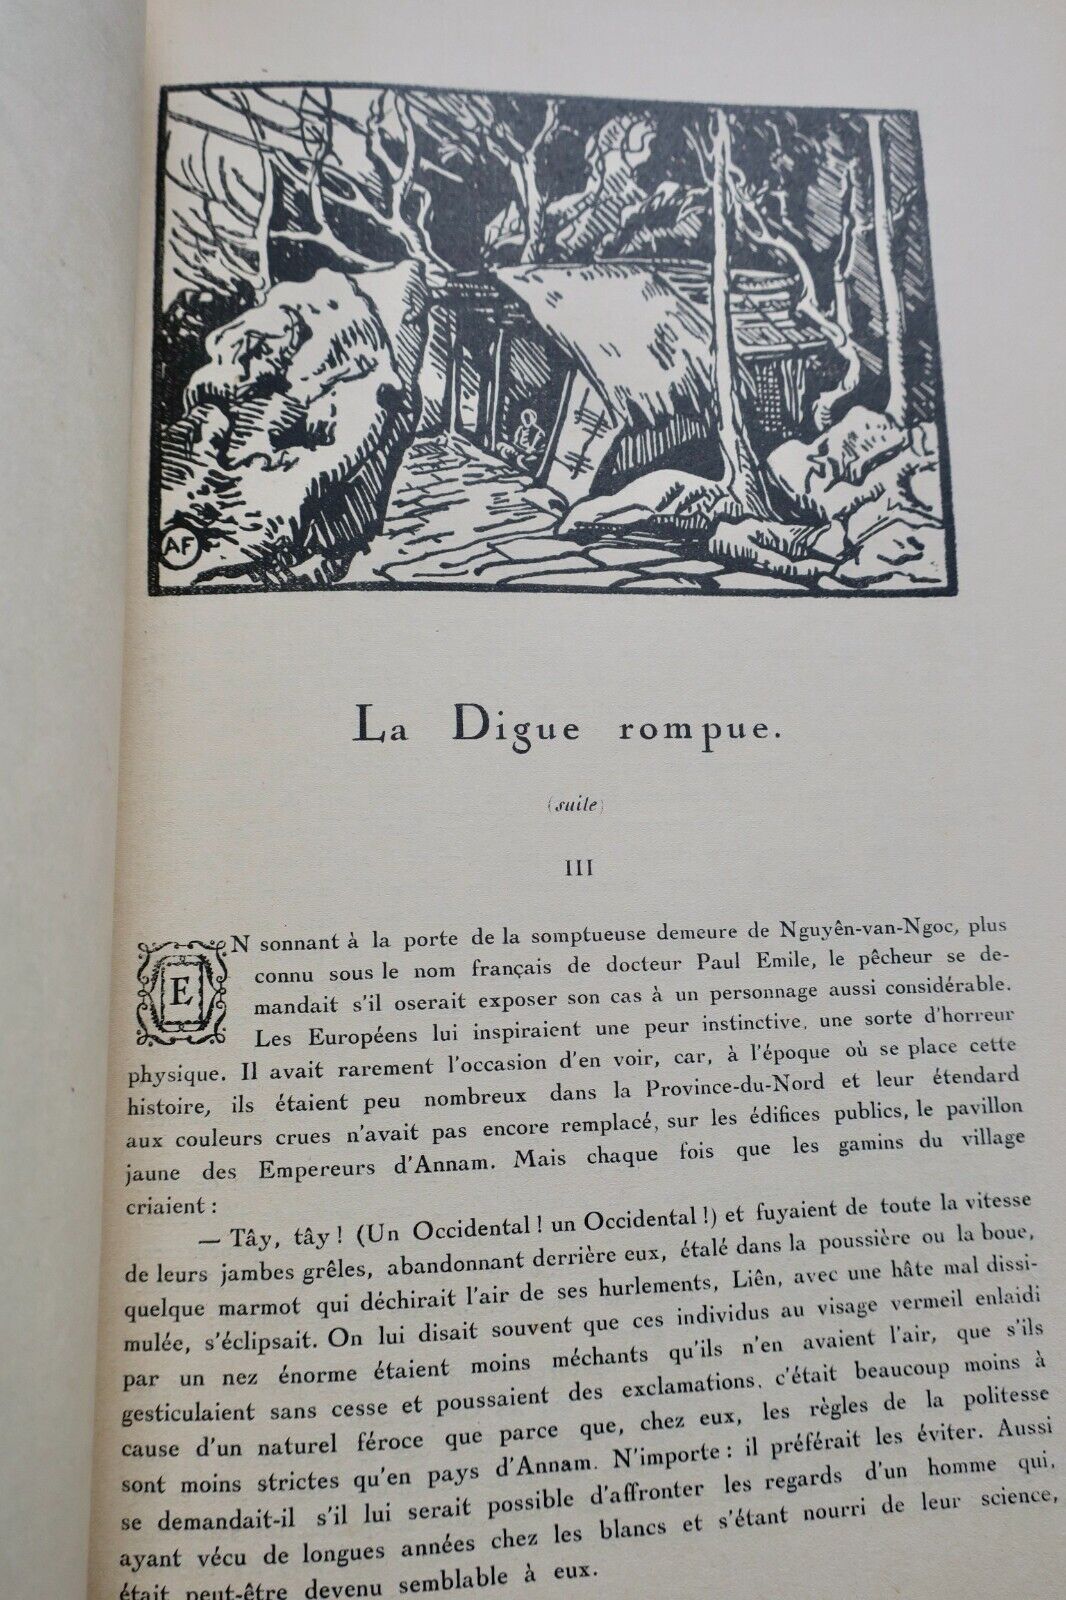 AF
La Digue rompue.
(suite)
III
EN sonnant à la porte de la somptueuse demeure de Nguyên-van-Ngoc, plus
connu sous le nom français de docteur Paul Emile, le pêcheur se de-
mandait s'il oserait exposer son cas à un personnage aussi considérable.
Les Européens lui inspiraient une peur instinctive, une sorte d'horreur
physique. Il avait rarement l'occasion d'en voir, car, à l'époque où se place cette
histoire, ils étaient peu nombreux dans la Province-du-Nord et leur étendard
aux couleurs crues n'avait pas encore remplacé, sur les édifices publics, le pavillon
jaune des Empereurs d'Annam. Mais chaque fois que les gamins du village
criaient :
— Tây, tây ! (Un Occidental ! un Occidental !) et fuyaient de toute la vitesse
de leurs jambes grêles, abandonnant derrière eux, étalé dans la poussière ou la boue,
quelque marmot qui déchirait l'air de ses hurlements, Liên, avec une hâte mal dissi-
mulée, s'éclipsait. On lui disait souvent que ces individus au visage vermeil enlaidi
par un nez énorme étaient moins méchants qu'ils n'en avaient l'air, que s'ils
gesticulaient sans cesse et poussaient des exclamations, c'était beaucoup moins à
cause d'un naturel féroce que parce que, chez eux, les règles de la politesse
sont moins strictes qu'en pays d'Annam. N'importe : il préférait les éviter. Aussi
se demandait-il s'il lui serait possible d'affronter les regards d'un homme qui,
ayant vécu de longues années chez les blancs et s'étant nourri de leur science,
était peut-être devenu semblable à eux.